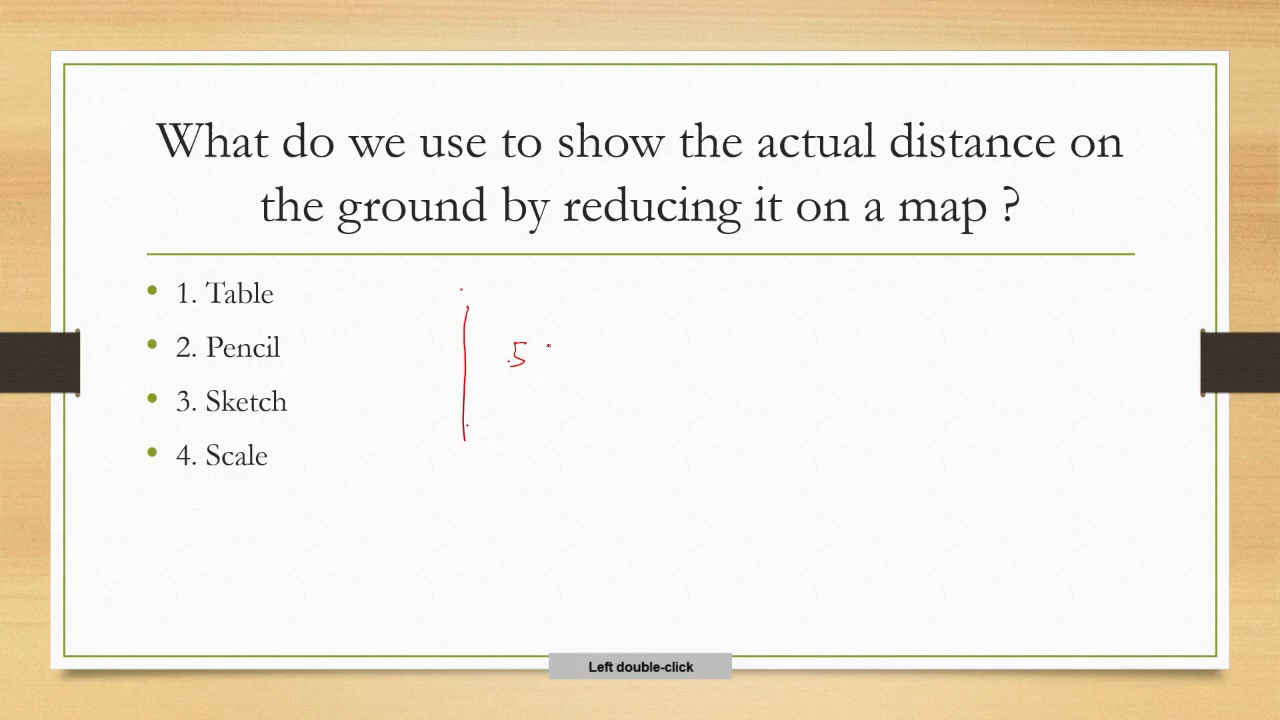 What do we use to show the actual distance on
the ground by reducing it on a map ?
• 1. Table
• 2. Pencil
• 3. Sketch
• 4. Scale
5
Left double-click